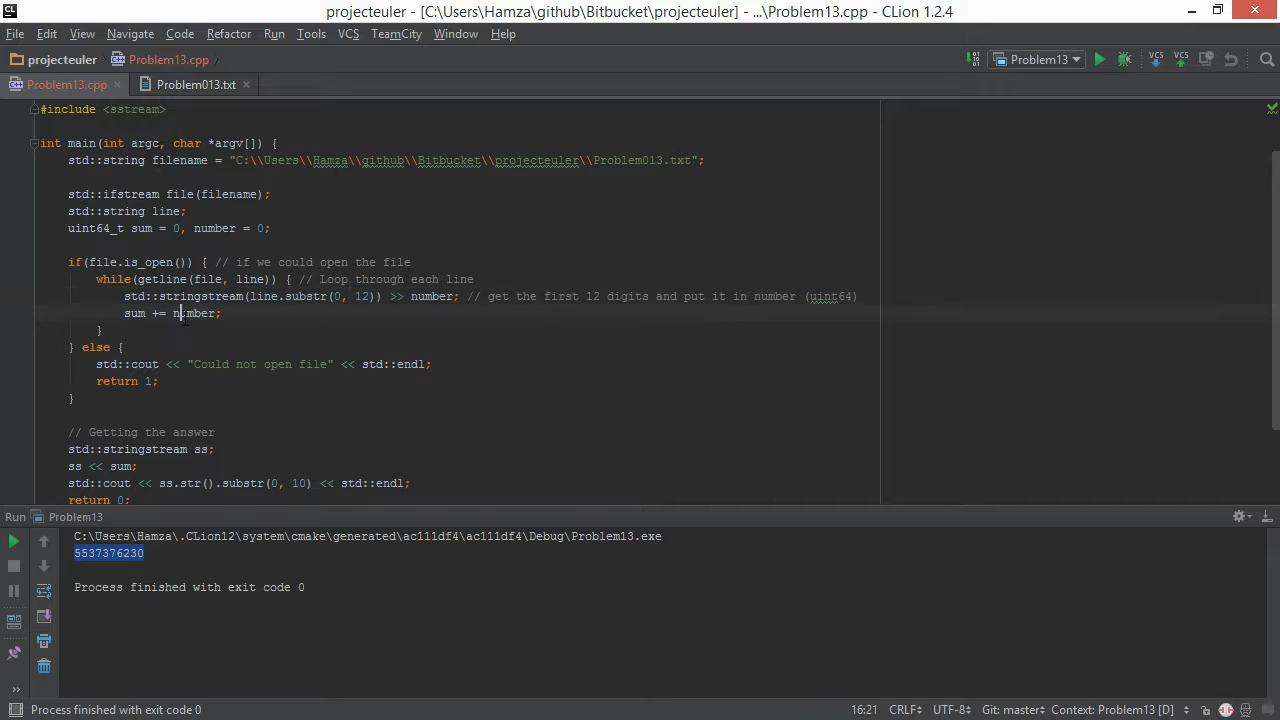 projecteuler - [C:\Users\Hamza\github\Bitbucket\projecteuler] - ...\Problem13.cpp - CLion 1.2.4
File Edit View Navigate Code Refactor Run Tools VCS TeamCity Window Help
projecteuler Problem13.cpp Problem13 VCS VCS
Problem13.cpp Problem013.txt
#include <sstream>
int main(int argc, char *argv[]) {
std::string filename = "C:\\Users\\Hamza\\github\\Bitbucket\\projecteuler\\Problem013.txt";
std::ifstream file(filename);
std::string line;
uint64_t sum = 0, number = 0;
if(file.is_open()) { // if we could open the file
while(getline(file, line)) { // Loop through each line
std::stringstream(line.substr(0, 12)) >> number; // get the first 12 digits and put it in number (uint64)
sum += number;
}
} else {
std::cout << "Could not open file" << std::endl;
return 1;
}
// Getting the answer
std::stringstream ss;
ss << sum;
std::cout << ss.str().substr(0, 10) << std::endl;
return 0;
Run Problem13
C:\Users\Hamza\.CLion12\system\cmake\generated\ac111df4\ac111df4\Debug\Problem13.exe
5537376230
Process finished with exit code 0
Process finished with exit code 0 16:21 CRLF UTF-8 Git: master Context: Problem13 [D]